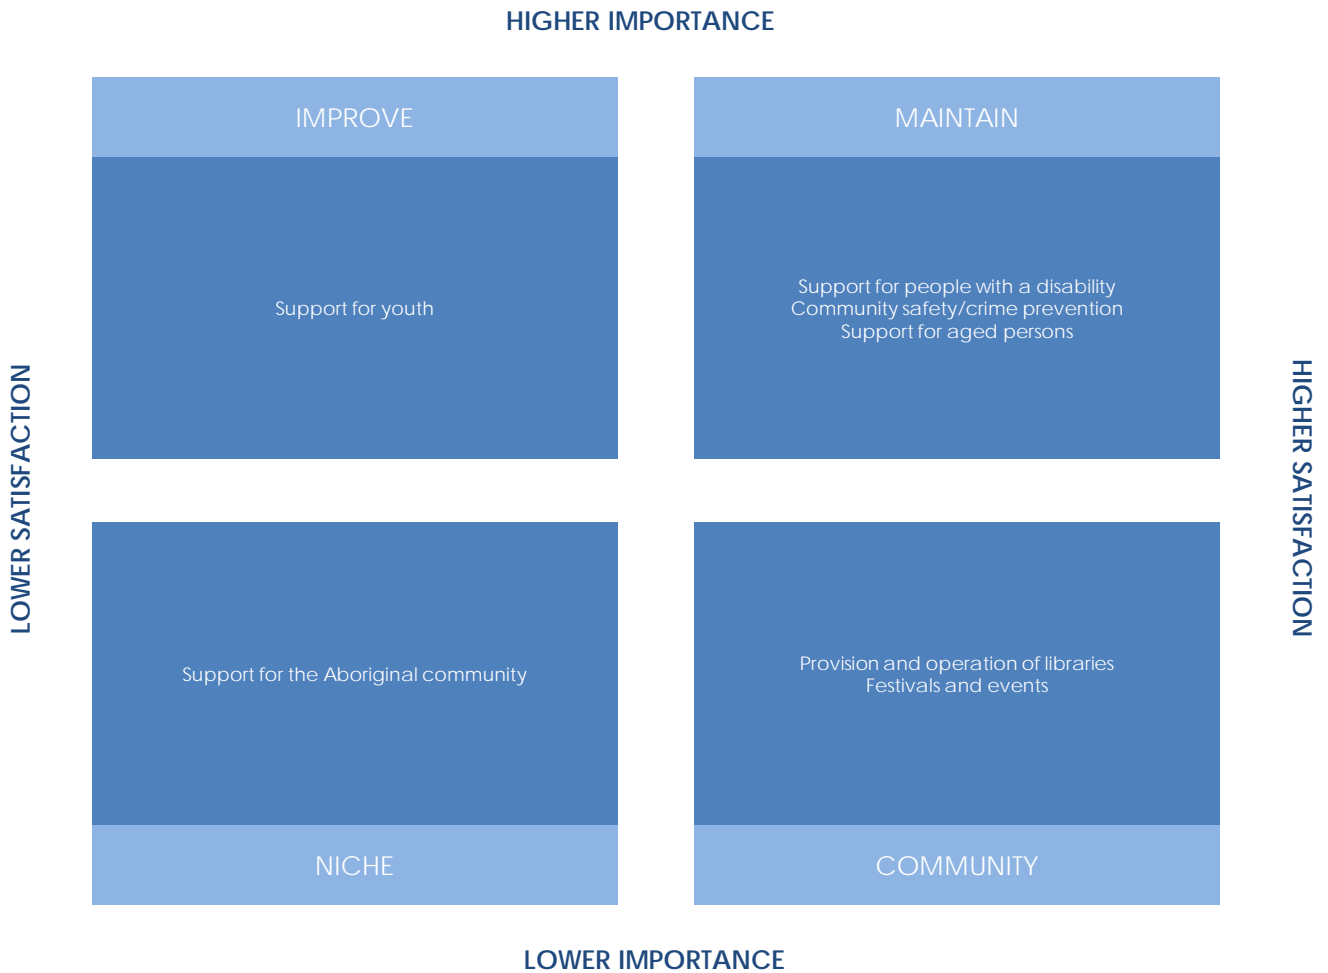 HIGHER IMPORTANCE
IMPROVE
MAINTAIN
Support for youth
Support for people with a disability
Community safety/crime prevention
Support for aged persons
LOWER SATISFACTION
HIGHER SATISFACTION
Support for the Aboriginal community
Provision and operation of libraries
Festivals and events
NICHE
COMMUNITY
LOWER IMPORTANCE